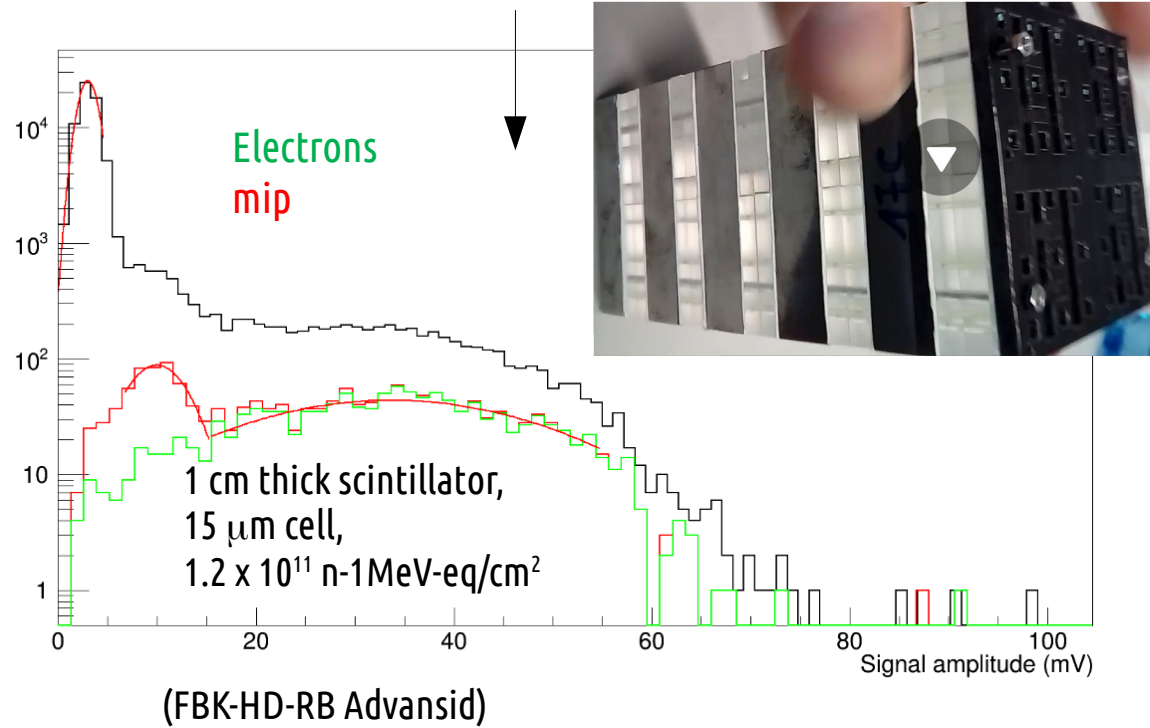 Electrons
mip
1 cm thick scintillator,
15 μm cell,
1.2 x 10¹¹ n-1MeV-eq/cm²
10⁴
10³
10²
10
1
0 20 40 60 80 100
Signal amplitude (mV)
(FBK-HD-RB Advansid)